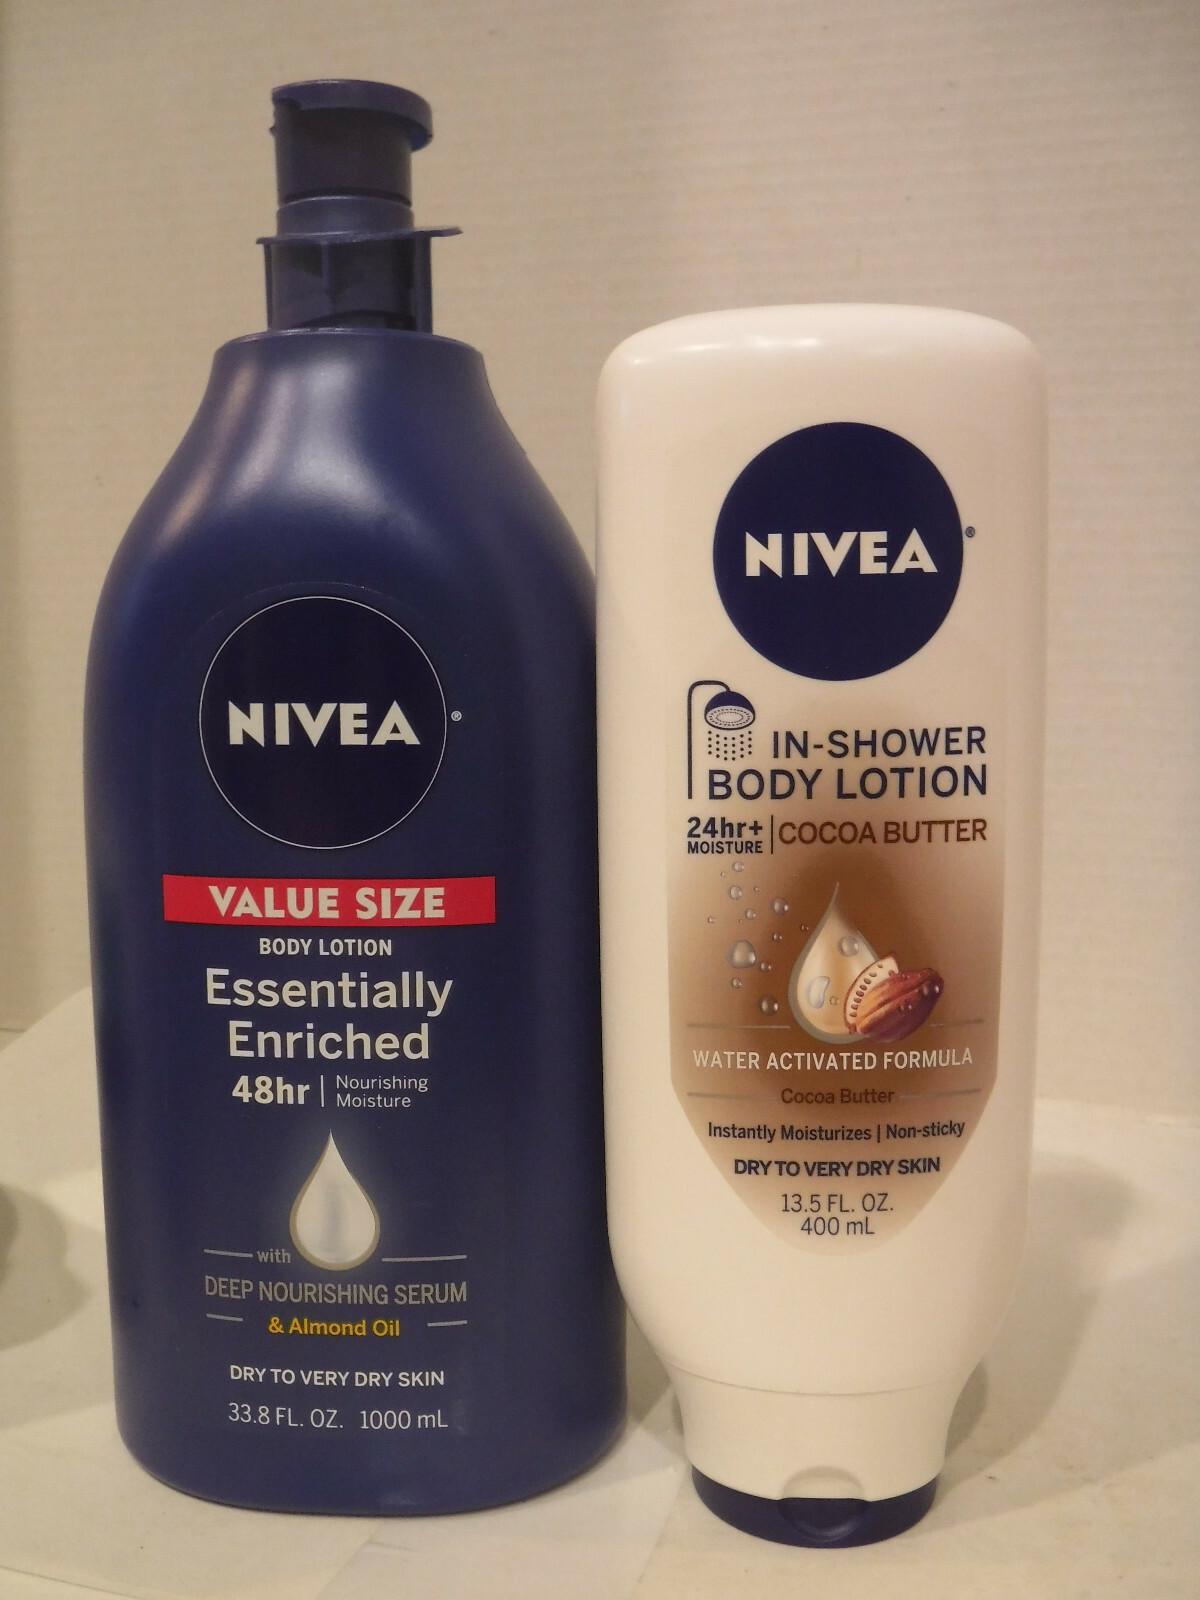 NIVEA®
VALUE SIZE
BODY LOTION
Essentially
Enriched
48hr | Nourishing
Moisture
with
DEEP NOURISHING SERUM
& Almond Oil
DRY TO VERY DRY SKIN
33.8 FL. OZ. 1000 mL
NIVEA®
IN-SHOWER
BODY LOTION
24hr+
MOISTURE | COCOA BUTTER
WATER ACTIVATED FORMULA
Cocoa Butter
Instantly Moisturizes | Non-sticky
DRY TO VERY DRY SKIN
13.5 FL. OZ.
400 mL